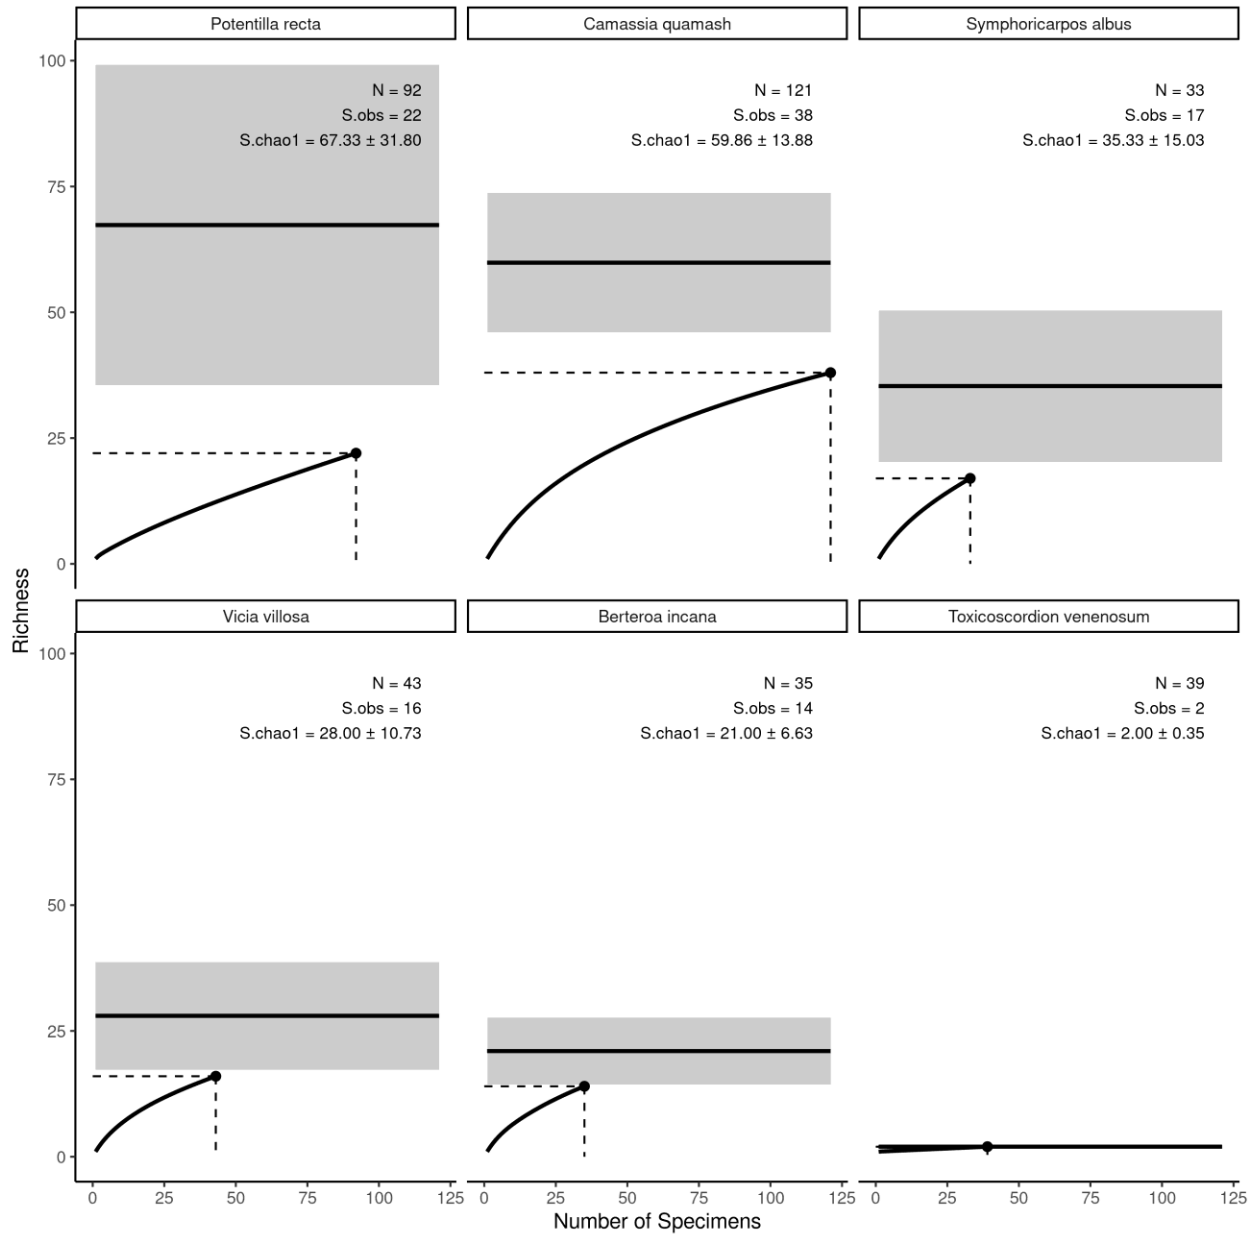 Potentilla recta
Camassia quamash
Symphoricarpos albus
N = 92
S.obs = 22
S.chao1 = 67.33 ± 31.80
N = 121
S.obs = 38
S.chao1 = 59.86 ± 13.88
N = 33
S.obs = 17
S.chao1 = 35.33 ± 15.03
100
75
50
25
0
Richness
Vicia villosa
Berteroa incana
Toxicoscordion venenosum
N = 43
S.obs = 16
S.chao1 = 28.00 ± 10.73
N = 35
S.obs = 14
S.chao1 = 21.00 ± 6.63
N = 39
S.obs = 2
S.chao1 = 2.00 ± 0.35
100
75
50
25
0
0 25 50 75 100 125
0 25 50 75 100 125
0 25 50 75 100 125
Number of Specimens